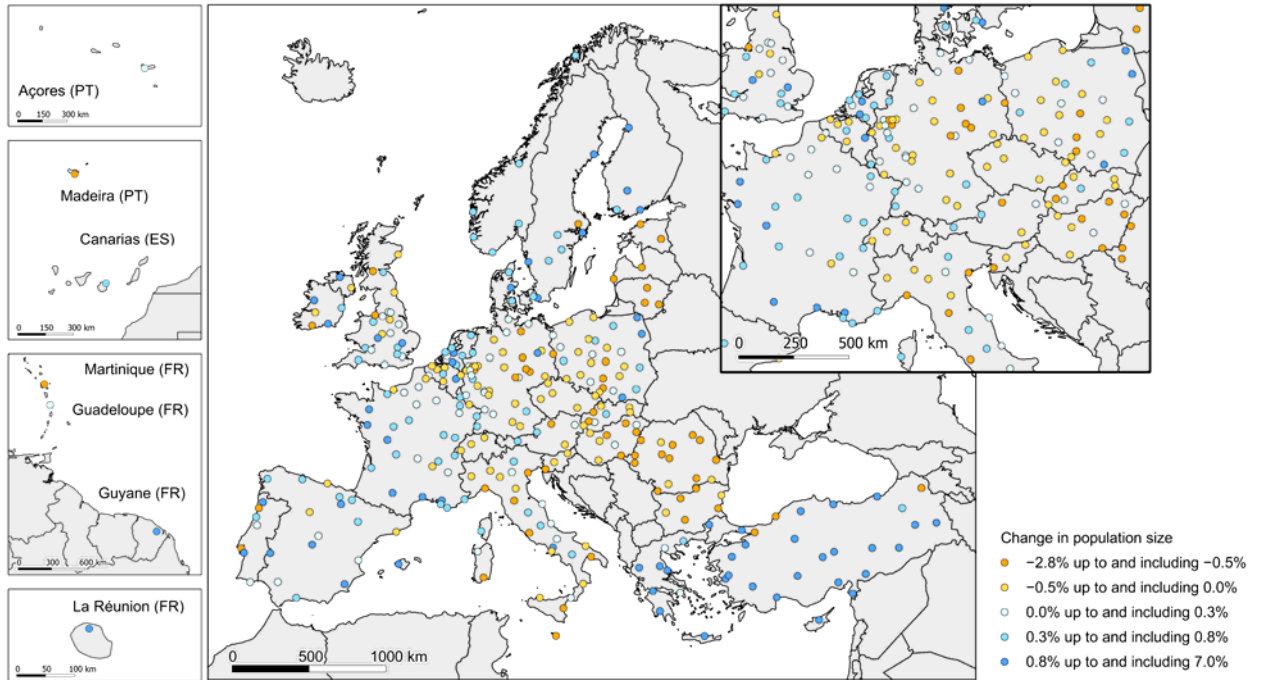 Açores (PT)
0 150 300 km
Madeira (PT)
Canarias (ES)
0 150 300 km
Martinique (FR)
Guadeloupe (FR)
Guyane (FR)
0 300 600 km
La Réunion (FR)
0 50 100 km
0 500 1000 km
0 250 500 km
Change in population size
−2.8% up to and including −0.5%
−0.5% up to and including 0.0%
0.0% up to and including 0.3%
0.3% up to and including 0.8%
0.8% up to and including 7.0%